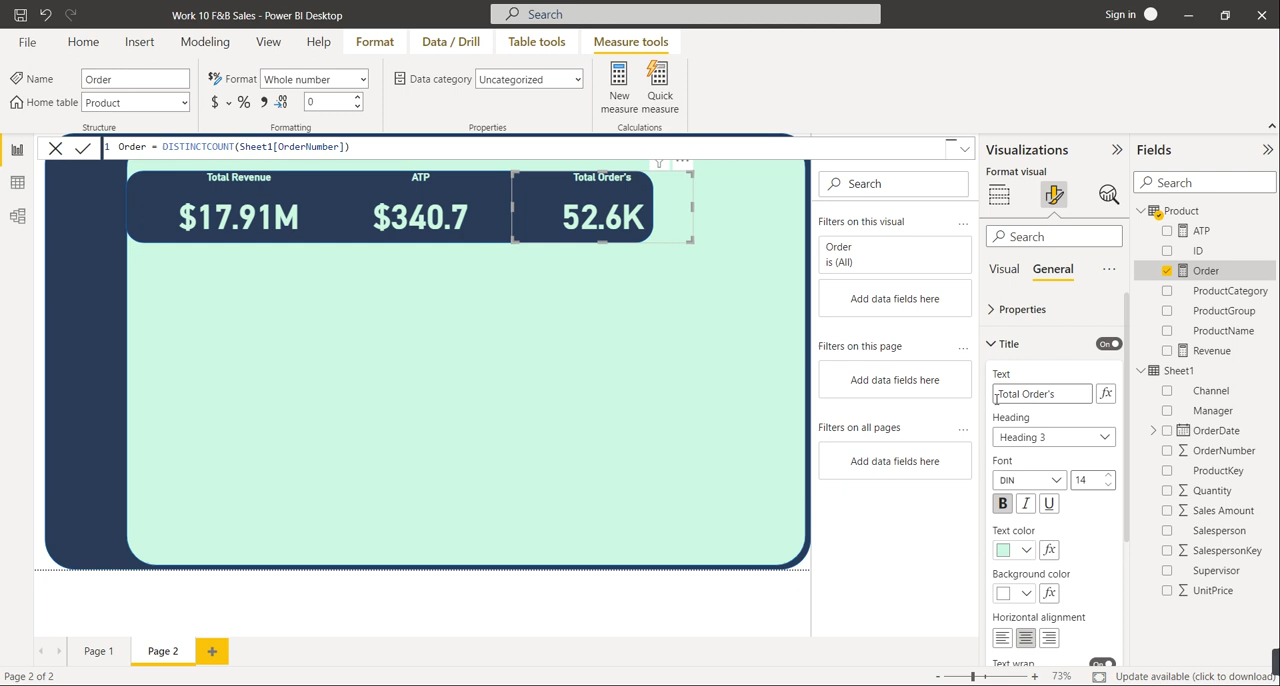 Work 10 F&B Sales - Power BI Desktop
Search
Sign in
File
Home
Insert
Modeling
View
Help
Format
Data / Drill
Table tools
Measure tools
Name
Order
Home table
Product
Structure
Format
Whole number
$
%
0
Formatting
Data category
Uncategorized
Properties
New
measure
Quick
measure
Calculations
1 Order = DISTINCTCOUNT(Sheet1[OrderNumber])
Total Revenue
$17.91M
ATP
$340.7
Total Order's
52.6K
Search
Filters on this visual
...
Order
is (All)
Add data fields here
Filters on this page
...
Add data fields here
Filters on all pages
...
Add data fields here
Visualizations
Format visual
Search
Visual
General
...
Properties
Title
On
Text
Total Order's
fx
Heading
Heading 3
Font
DIN
14
B
I
U
Text color
fx
Background color
fx
Horizontal alignment
Text wrap
On
Fields
Search
Product
ATP
ID
Order
ProductCategory
ProductGroup
ProductName
Revenue
Sheet1
Channel
Manager
OrderDate
OrderNumber
ProductKey
Quantity
Sales Amount
Salesperson
SalespersonKey
Supervisor
UnitPrice
Page 1
Page 2
Page 2 of 2
- + 73%
Update available (click to download)